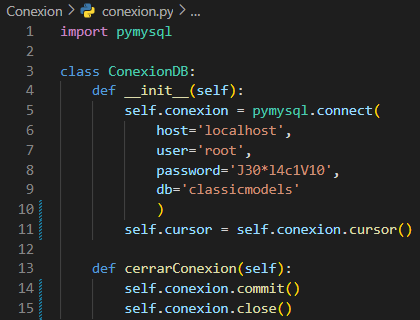 Conexion > conexion.py > ...
1 import pymysql
2
3 class ConexionDB:
4 def __init__(self):
5 self.conexion = pymysql.connect(
6 host='localhost',
7 user='root',
8 password='J30*l4c1V10',
9 db='classicmodels'
10 )
11 self.cursor = self.conexion.cursor()
12
13 def cerrarConexion(self):
14 self.conexion.commit()
15 self.conexion.close()